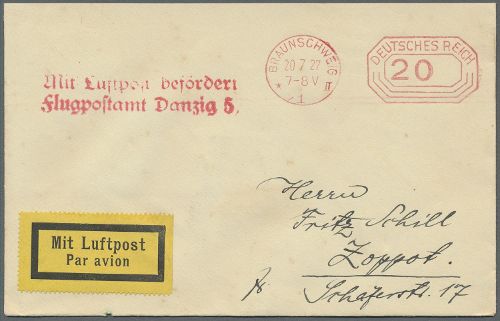 BRAUNSCHWEIG
20 7.27
7-8 V
* 1 II
DEUTSCHES REICH
20
Mit Luftpost befördert
Flugpostamt Danzig 5.
Herrn
Fritz Schill
Zoppot.
Schäferstr. 17
Mit Luftpost
Par avion